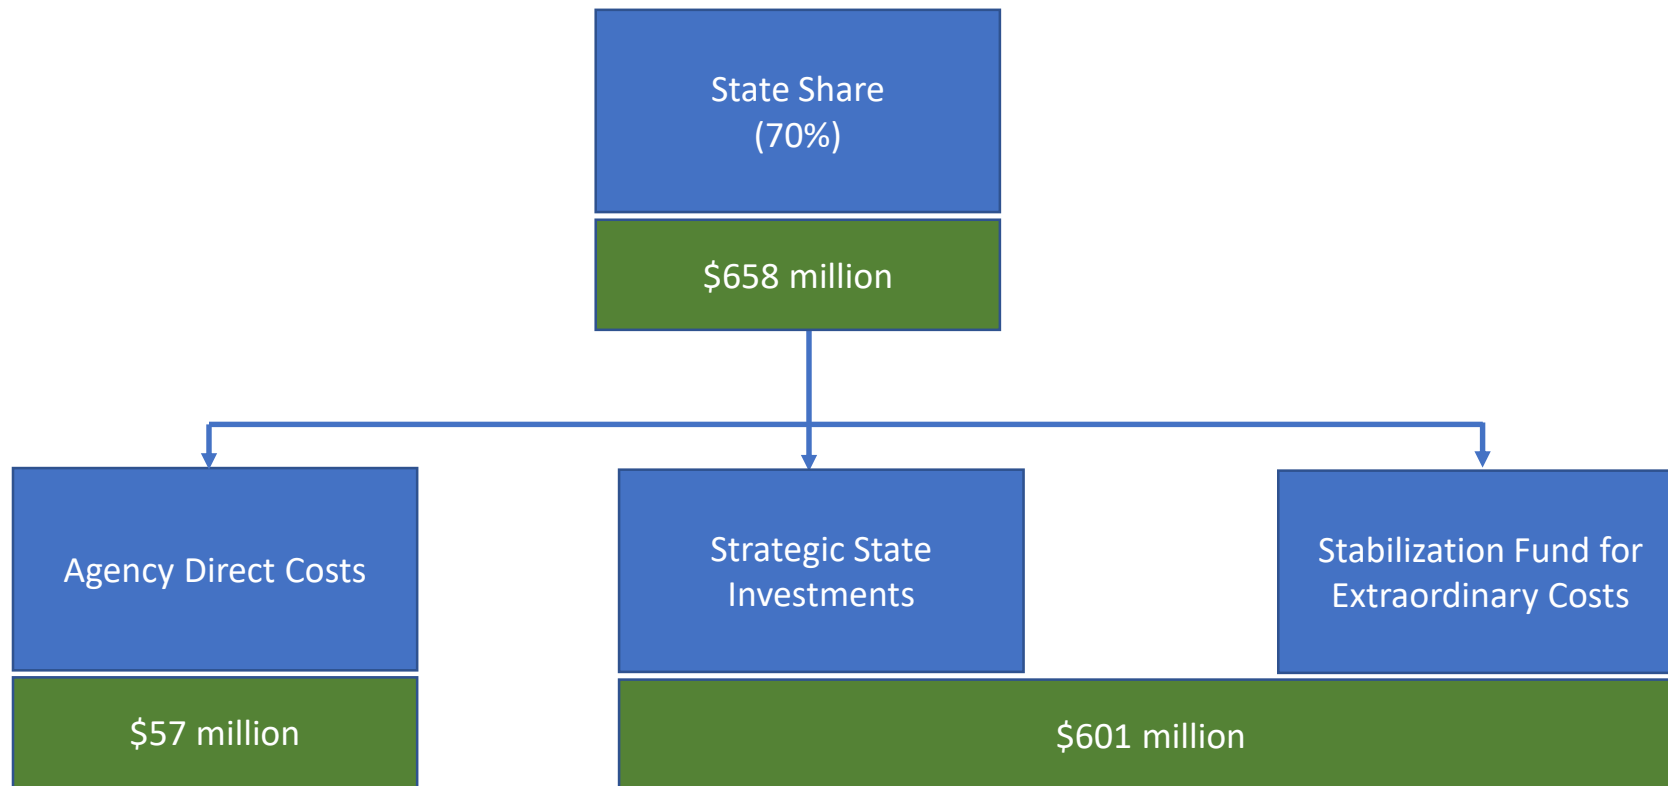 State Share
(70%)
$658 million
Agency Direct Costs
$57 million
Strategic State
Investments
Stabilization Fund for
Extraordinary Costs
$601 million